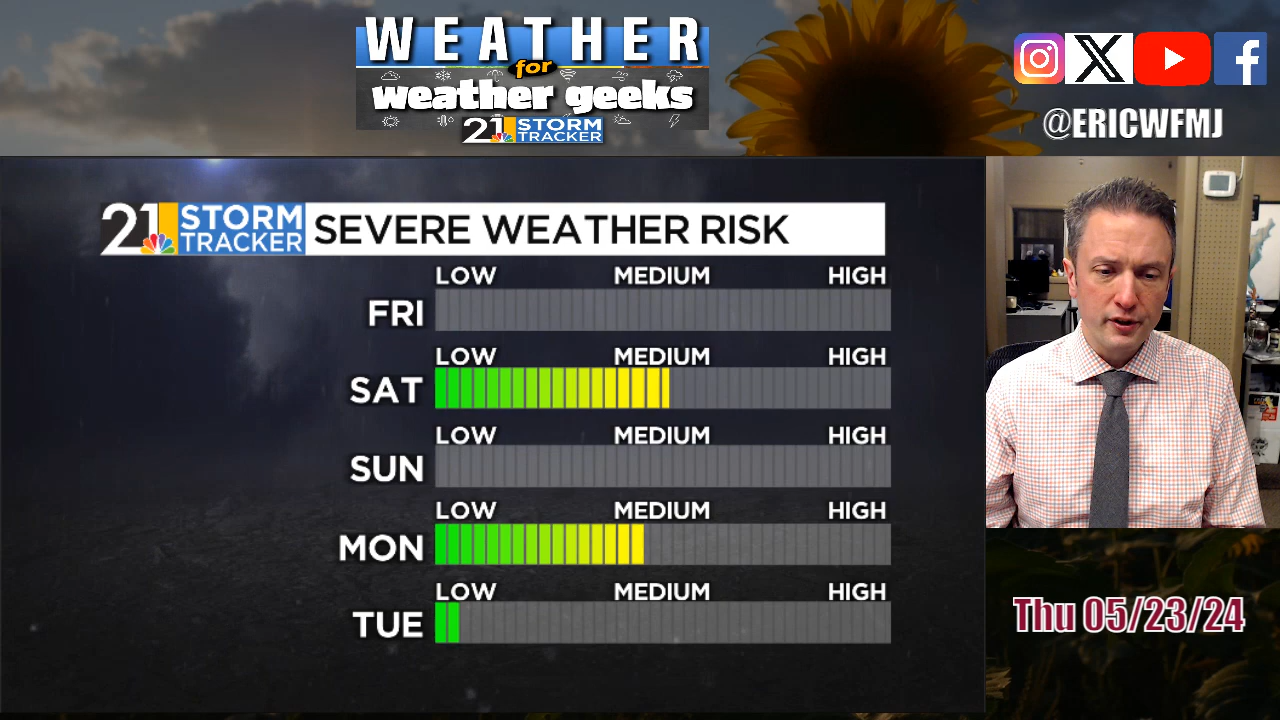 WEATHER
for
weather geeks
21 STORM TRACKER
@ERICWFMJ
21 STORM TRACKER SEVERE WEATHER RISK
LOW MEDIUM HIGH
FRI
LOW MEDIUM HIGH
SAT
LOW MEDIUM HIGH
SUN
LOW MEDIUM HIGH
MON
LOW MEDIUM HIGH
TUE
Thu 05/23/24